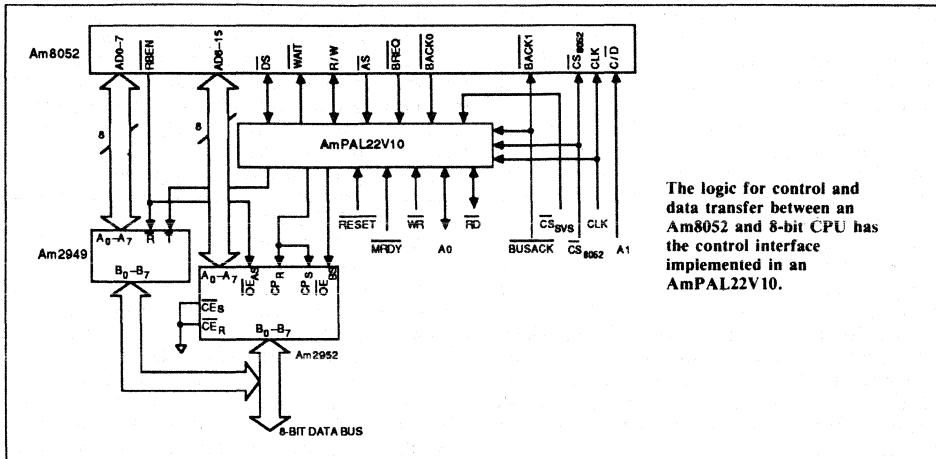 Am8052
AD0-7
RBEN
AD8-15
DS
WAIT
R/W
AS
BREQ
BACK0
BACK1
CS8052
CLK
C/D
8
8
AmPAL22V10
RESET
MRDY
WR
A0
RD
BUSACK
CSSVS
CS8052
CLK
A1
Am2949
A0-A7
R
T
B0-B7
A0-A7
OEAS
CPR
CPS
OEBS
CES
CER
B0-B7
Am2952
8-BIT DATA BUS
The logic for control and
data transfer between an
Am8052 and 8-bit CPU has
the control interface
implemented in an
AmPAL22V10.